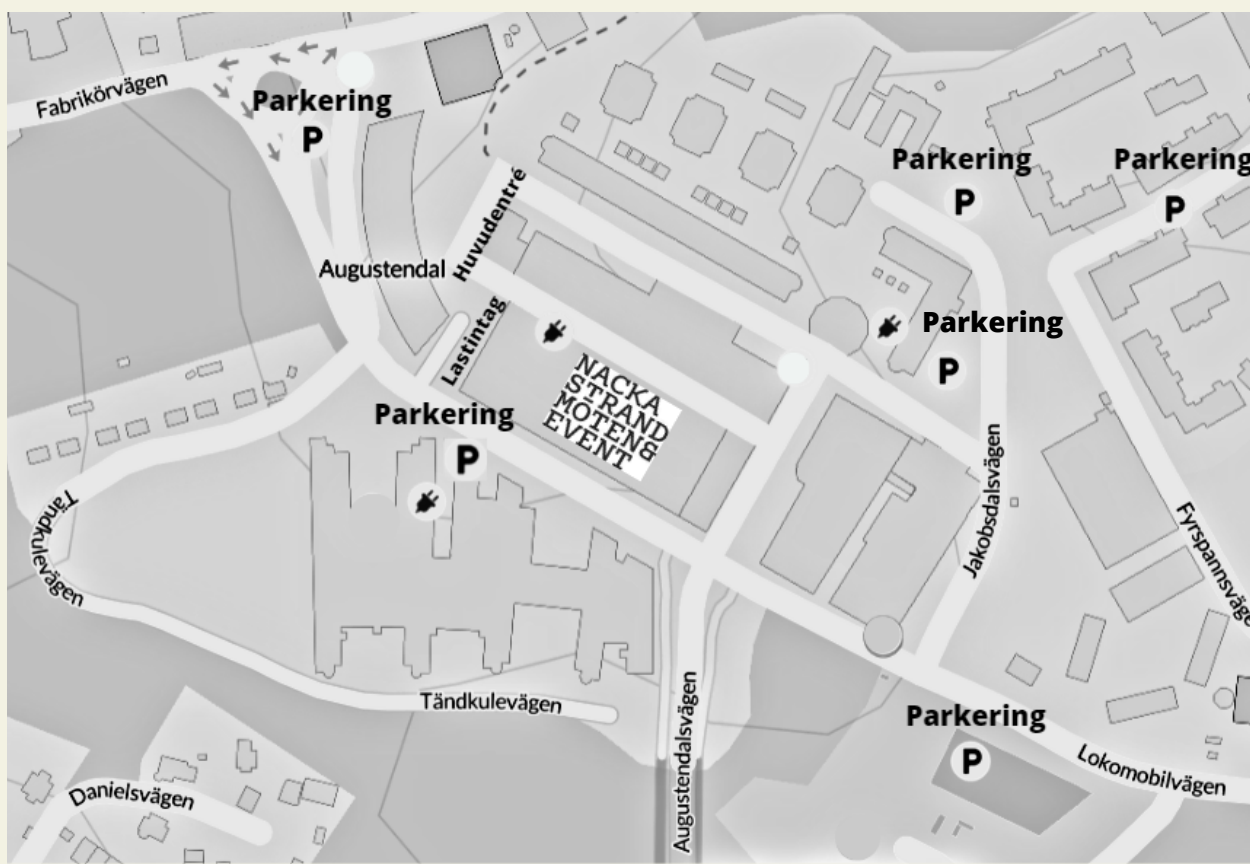 Fabrikörvägen
Parkering
P
Parkering
P
Parkering
P
Huvudentré
Augustendal
Lastintag
Parkering
P
NACKA
STRAND
MÖTEN&
EVENT
Parkering
P
Jakobsdalsvägen
Tändkulevägen
Fyrspannsväge
Tändkulevägen
Augustendalsvägen
Parkering
P
Lokomobilvägen
Danielsvägen